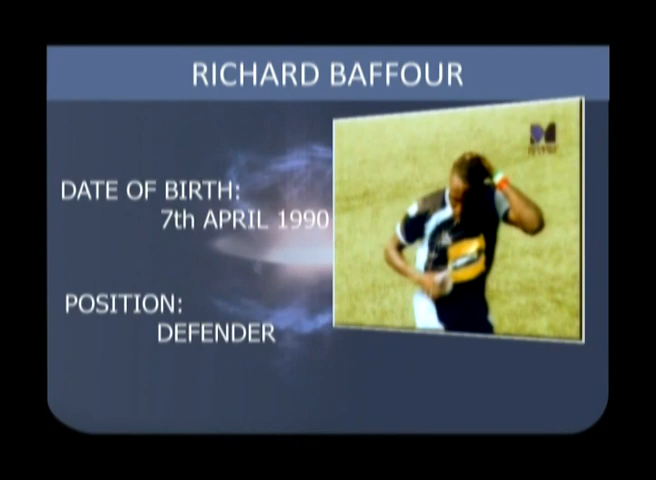 RICHARD BAFFOUR
DATE OF BIRTH:
7th APRIL 1990
POSITION:
DEFENDER